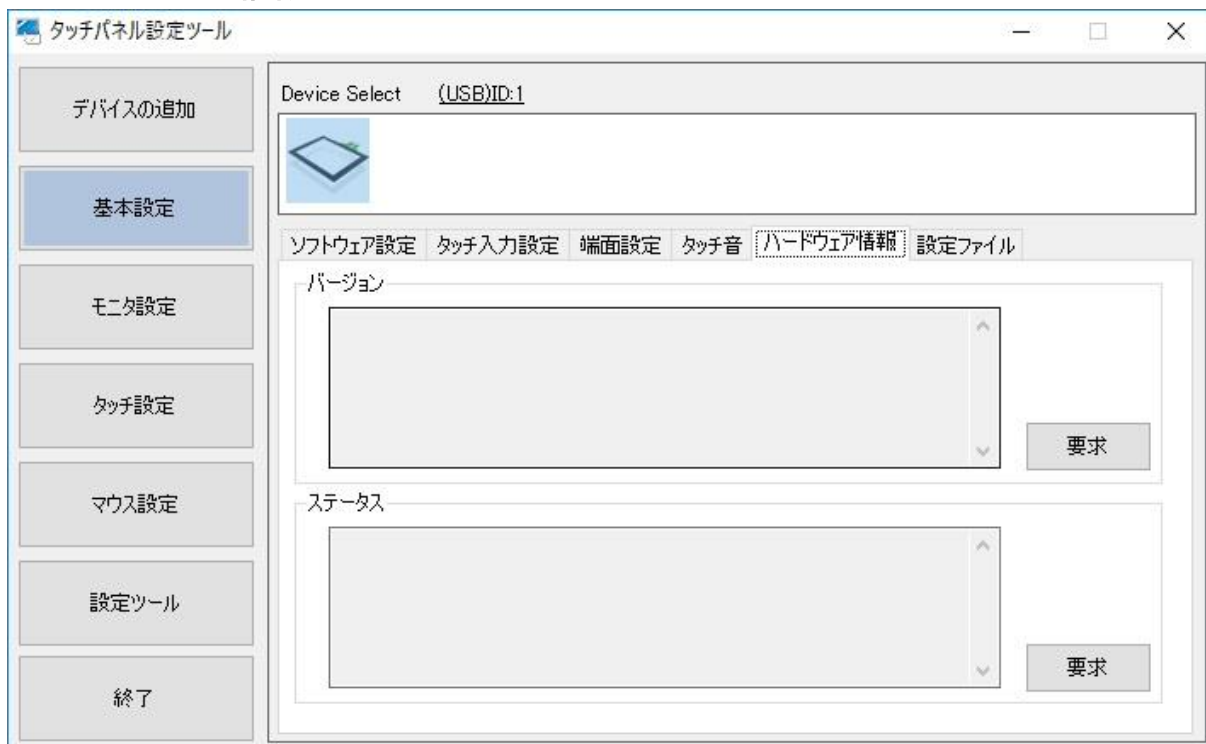 タッチパネル設定ツール
デバイスの追加
基本設定
モニタ設定
タッチ設定
マウス設定
設定ツール
終了
Device Select (USB)ID:1
ソフトウェア設定 タッチ入力設定 端面設定 タッチ音 ハードウェア情報 設定ファイル
バージョン
要求
ステータス
要求